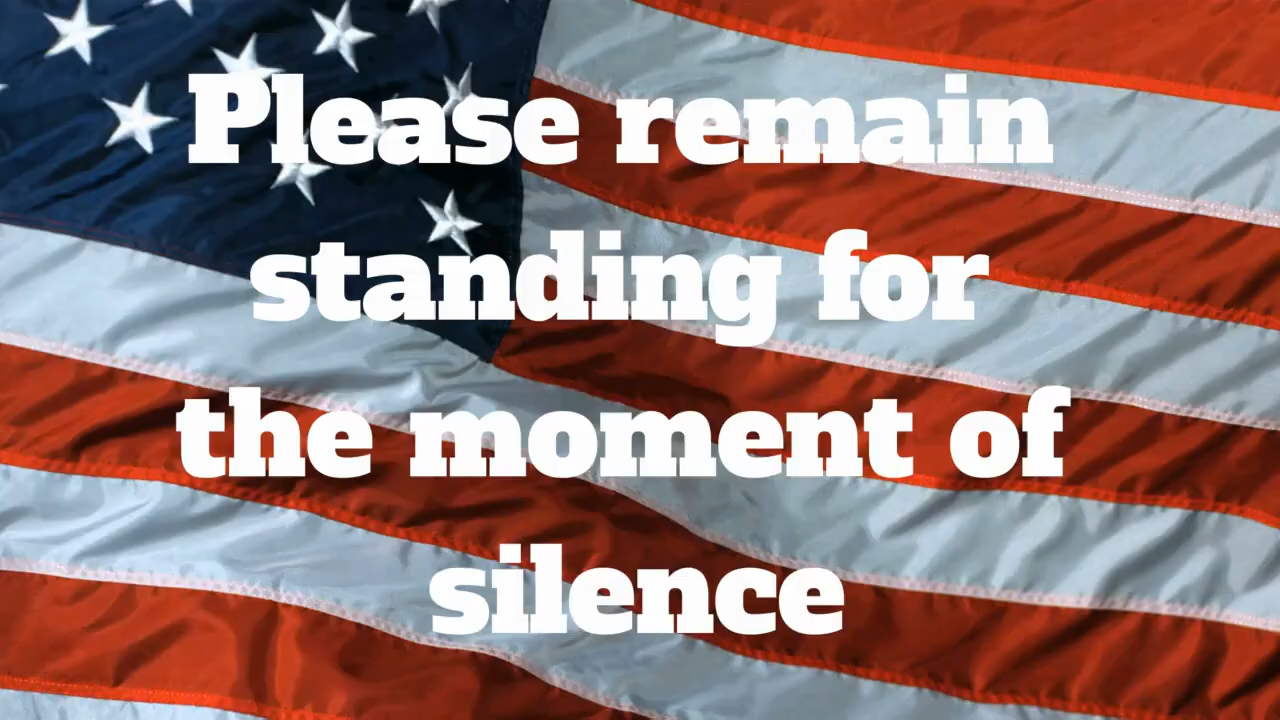 Please remain
standing for
the moment of
silence